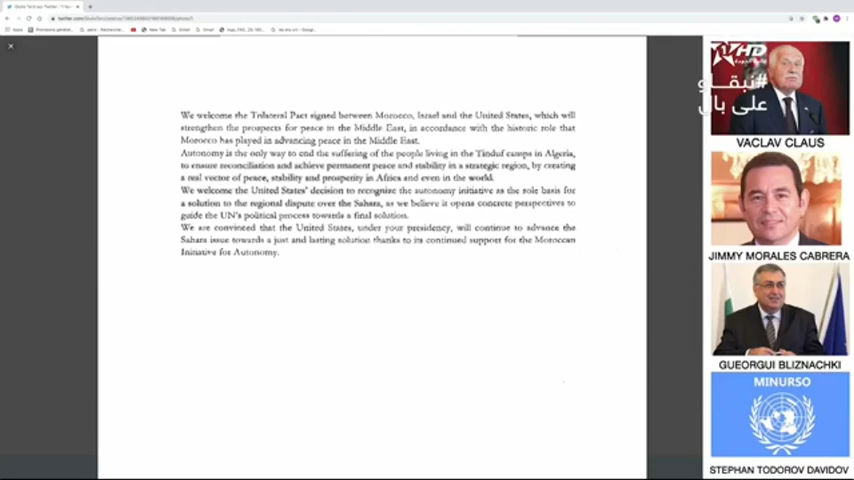 We welcome the Trilateral Pact signed between Morocco, Israel and the United States, which will
strengthen the prospects for peace in the Middle East, in accordance with the historic role that
Morocco has played in advancing peace in the Middle East.
Autonomy is the only way to end the suffering of the people living in the Tinduf camps in Algeria,
to ensure reconciliation and achieve permanent peace and stability in a strategic region, by creating
a real vector of peace, stability and prosperity in Africa and even in the world.
We welcome the United States' decision to recognize the autonomy initiative as the sole basis for
a solution to the regional dispute over the Sahara, as we believe it opens concrete perspectives to
guide the UN's political process towards a final solution.
We are convinced that the United States, under your presidency, will continue to advance the
Sahara issue towards a just and lasting solution thanks to its continued support for the Moroccan
Initiative for Autonomy.
1 HD
#نبقاو
على بال
VACLAV CLAUS
JIMMY MORALES CABRERA
GUEORGUI BLIZNACHKI
MINURSO
STEPHAN TODOROV DAVIDOV